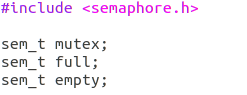 #include <semaphore.h>
sem_t mutex;
sem_t full;
sem_t empty;